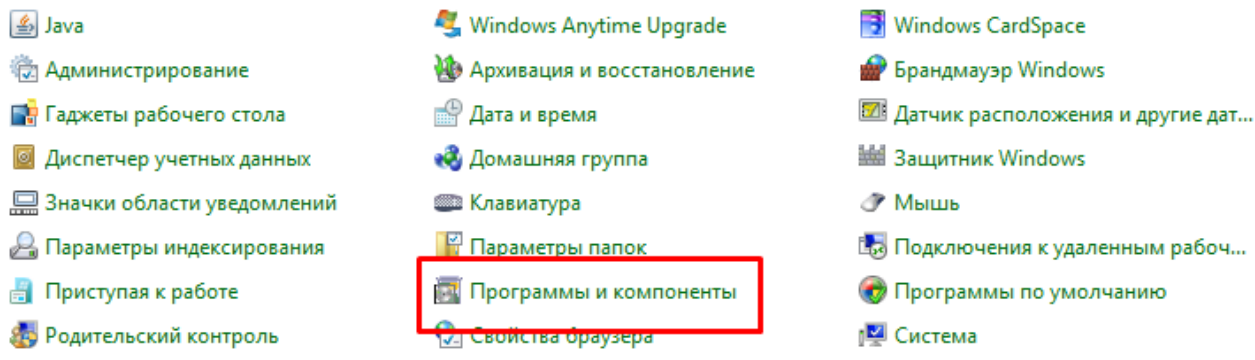 Java
Windows Anytime Upgrade
Windows CardSpace
Администрирование
Архивация и восстановление
Брандмауэр Windows
Гаджеты рабочего стола
Дата и время
Датчик расположения и другие дат...
Диспетчер учетных данных
Домашняя группа
Защитник Windows
Значки области уведомлений
Клавиатура
Мышь
Параметры индексирования
Параметры папок
Подключения к удаленным рабоч...
Приступая к работе
Программы и компоненты
Программы по умолчанию
Родительский контроль
Свойства браузера
Система